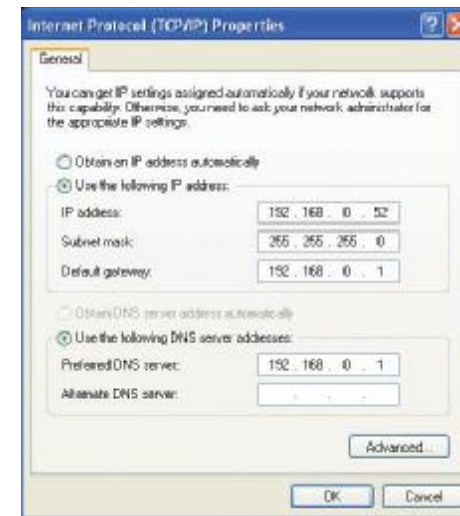 Internet Protocol (TCP/IP) Properties
General
You can get IP settings assigned automatically if your network supports
this capability. Otherwise, you need to ask your network administrator for
the appropriate IP settings.
Obtain an IP address automatically
Use the following IP address:
IP address: 192 . 168 . 0 . 52
Subnet mask: 255 . 255 . 255 . 0
Default gateway: 192 . 168 . 0 . 1
Obtain DNS server address automatically
Use the following DNS server addresses:
Preferred DNS server: 192 . 168 . 0 . 1
Alternate DNS server: . . .
Advanced...
OK Cancel